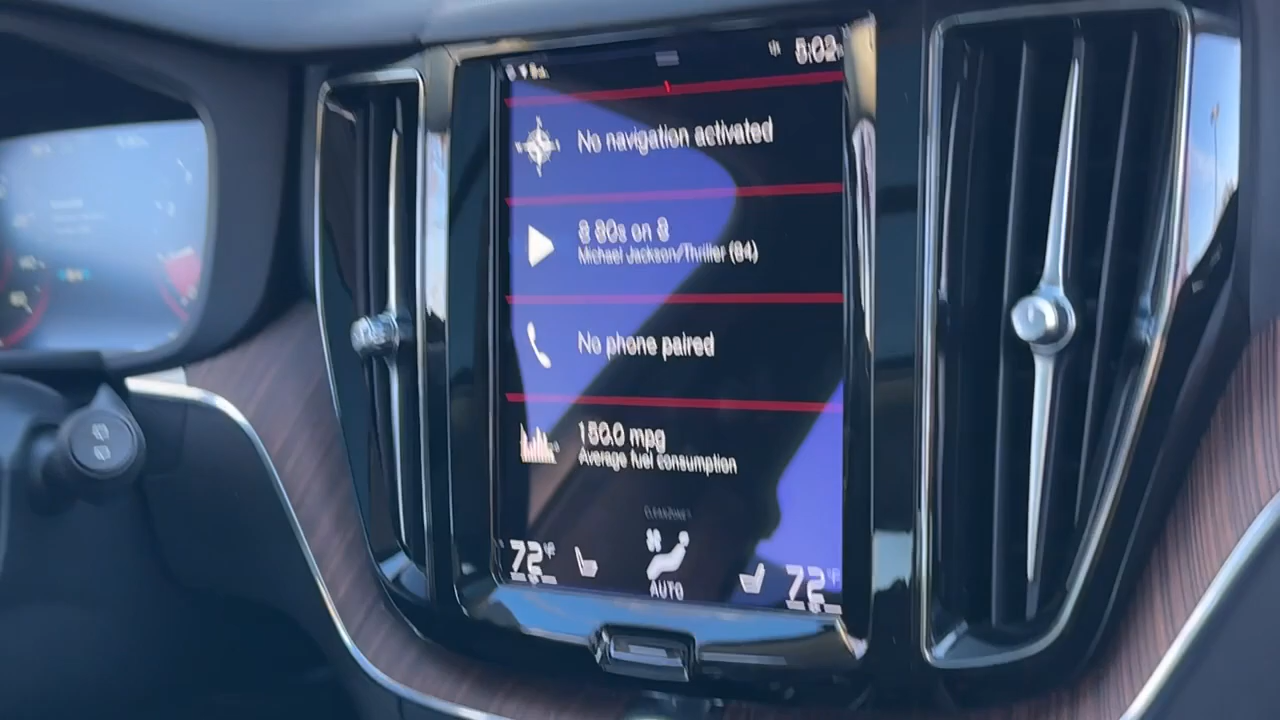 5:02
No navigation activated
8 80s on 8
Michael Jackson/Thriller (84)
No phone paired
150.0 mpg
Average fuel consumption
CLEANZONE
72°F
AUTO
72°F